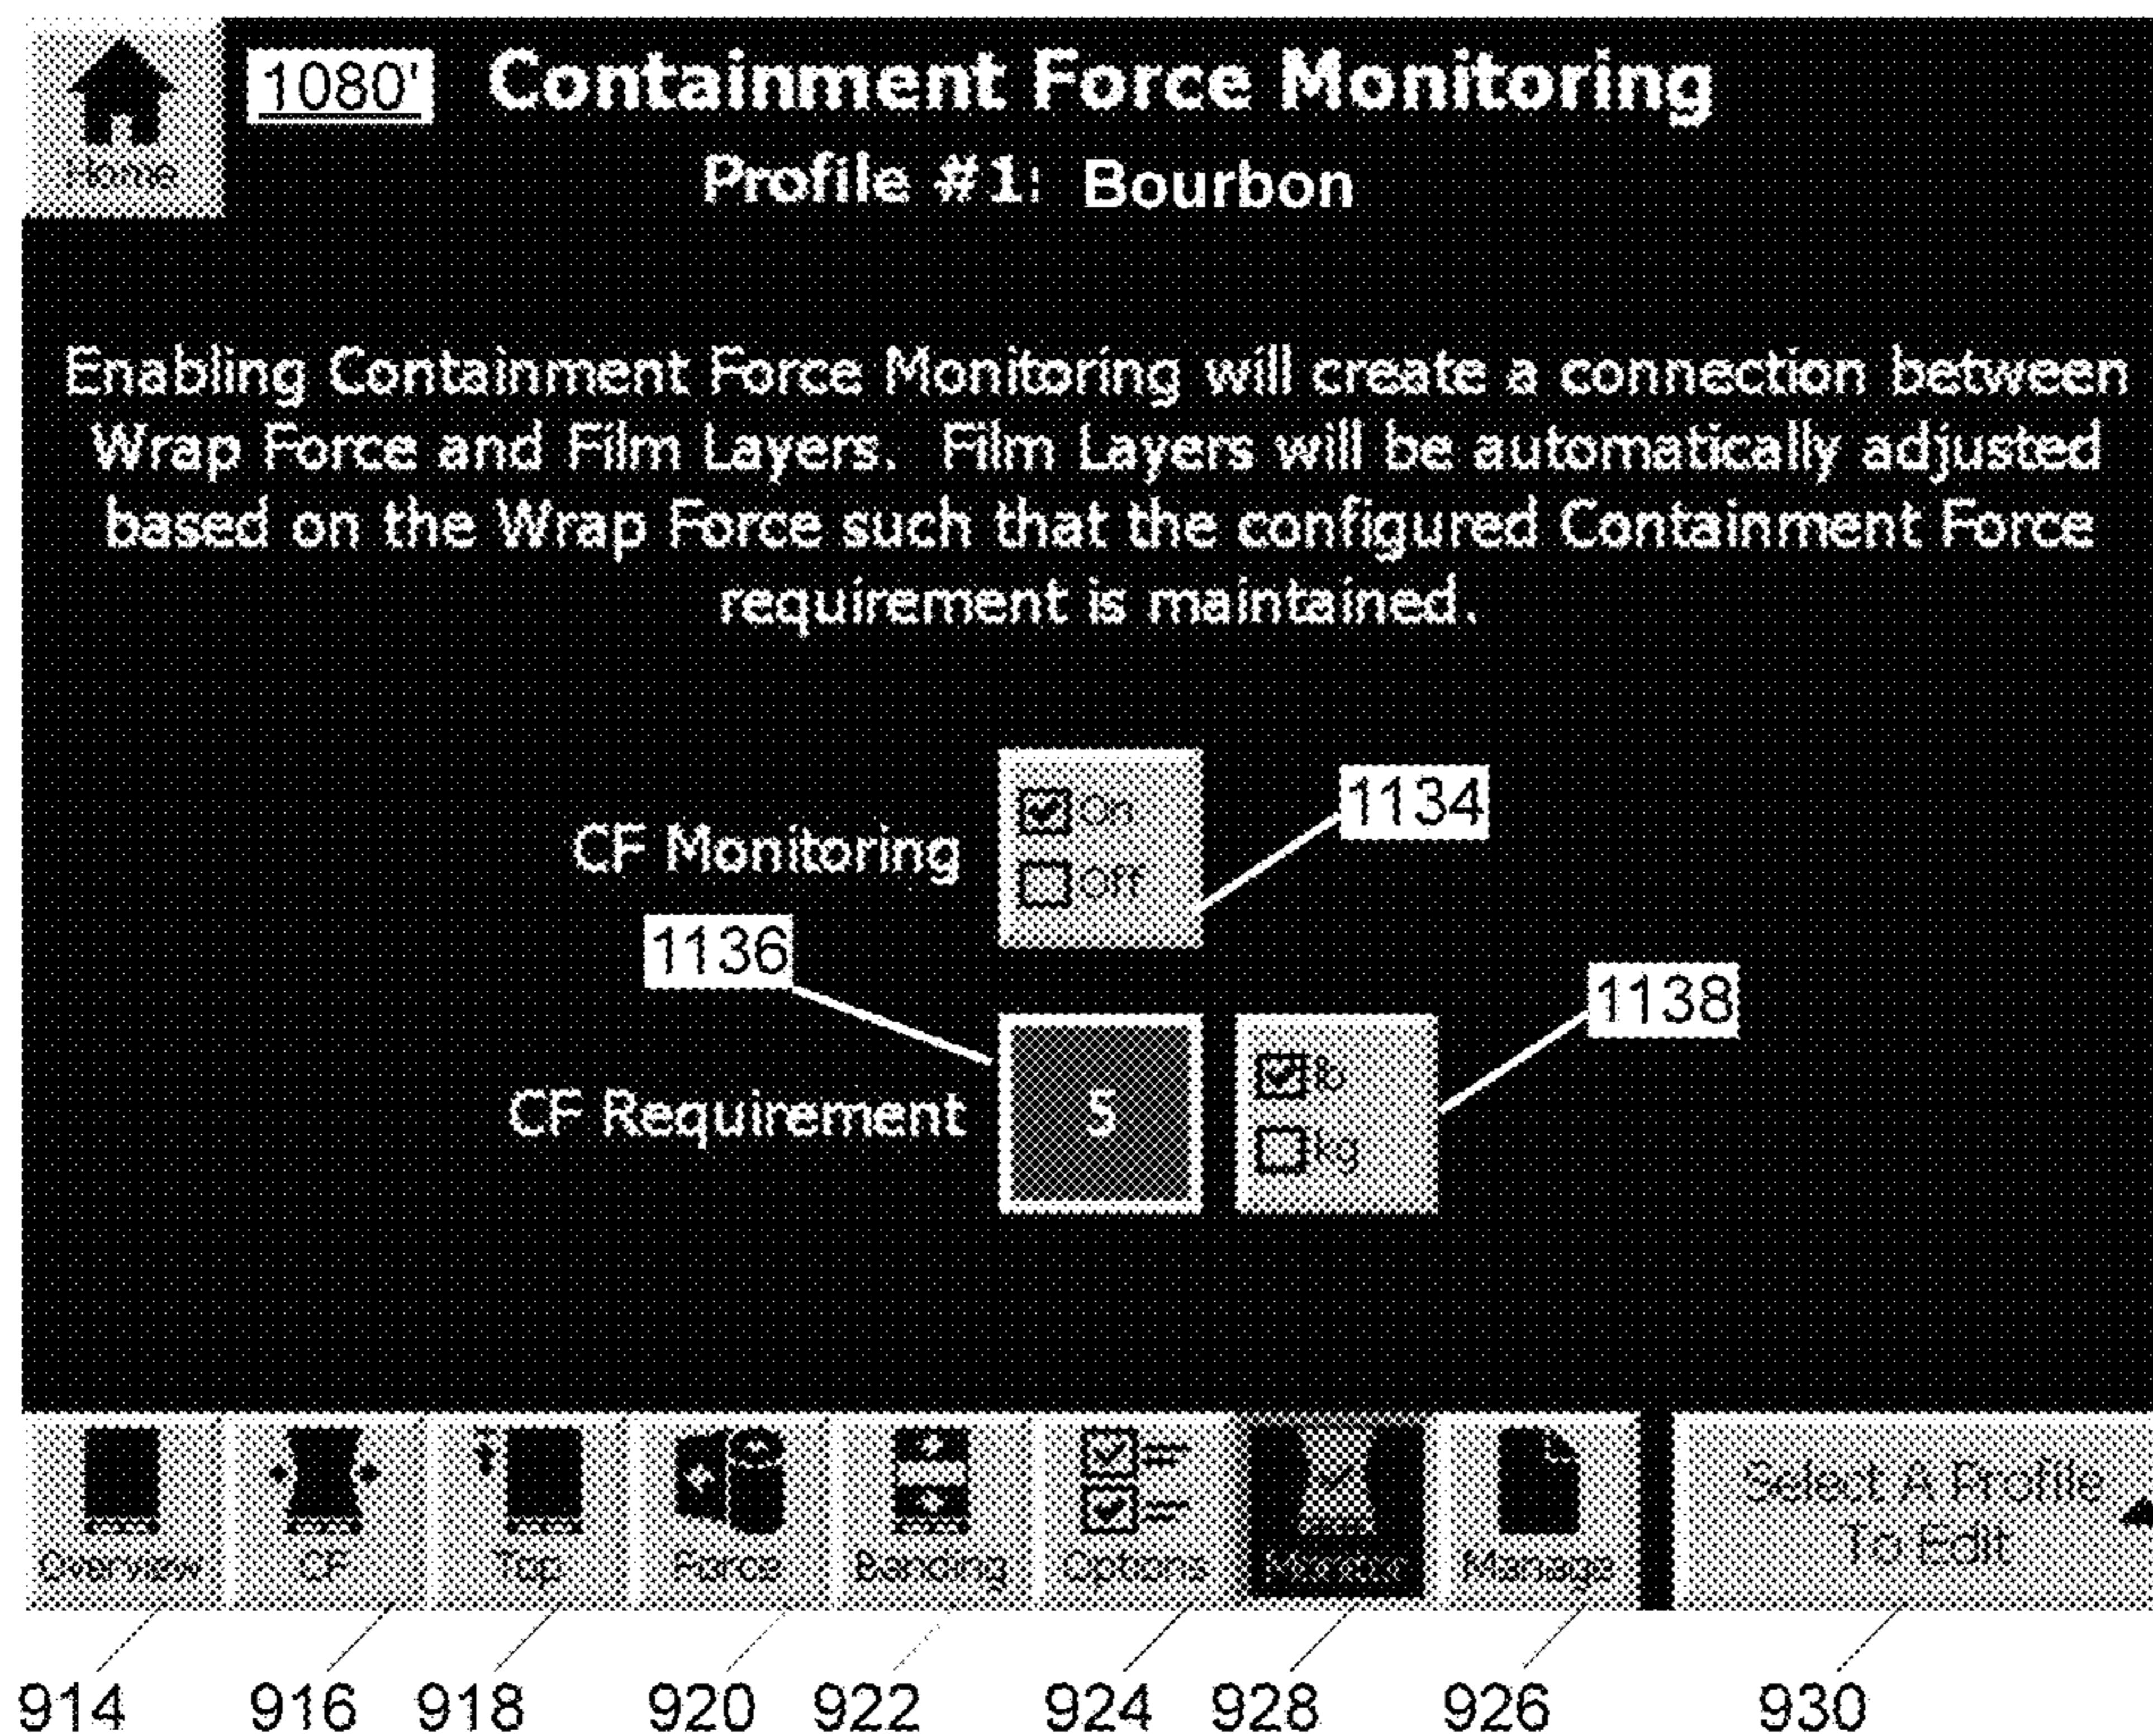 Home
1080'
Containment Force Monitoring
Profile #1: Bourbon
Enabling Containment Force Monitoring will create a connection between
Wrap Force and Film Layers. Film Layers will be automatically adjusted
based on the Wrap Force such that the configured Containment Force
requirement is maintained.
CF Monitoring
On
Off
1134
1136
1138
CF Requirement
5
lb
kg
Overview
CF
Top
Force
Banding
Options
Monitor
Manage
Select A Profile
To Edit
914
916
918
920
922
924
928
926
930